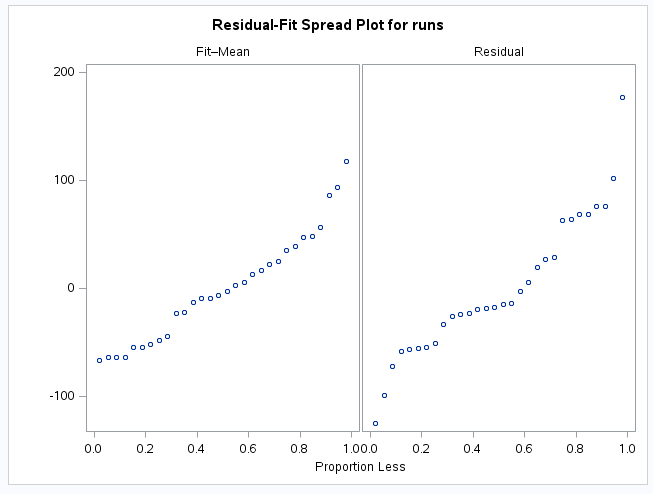 Residual-Fit Spread Plot for runs
Fit–Mean Residual
200
100
0
-100
0.0 0.2 0.4 0.6 0.8 1.0 0.0 0.2 0.4 0.6 0.8 1.0
Proportion Less